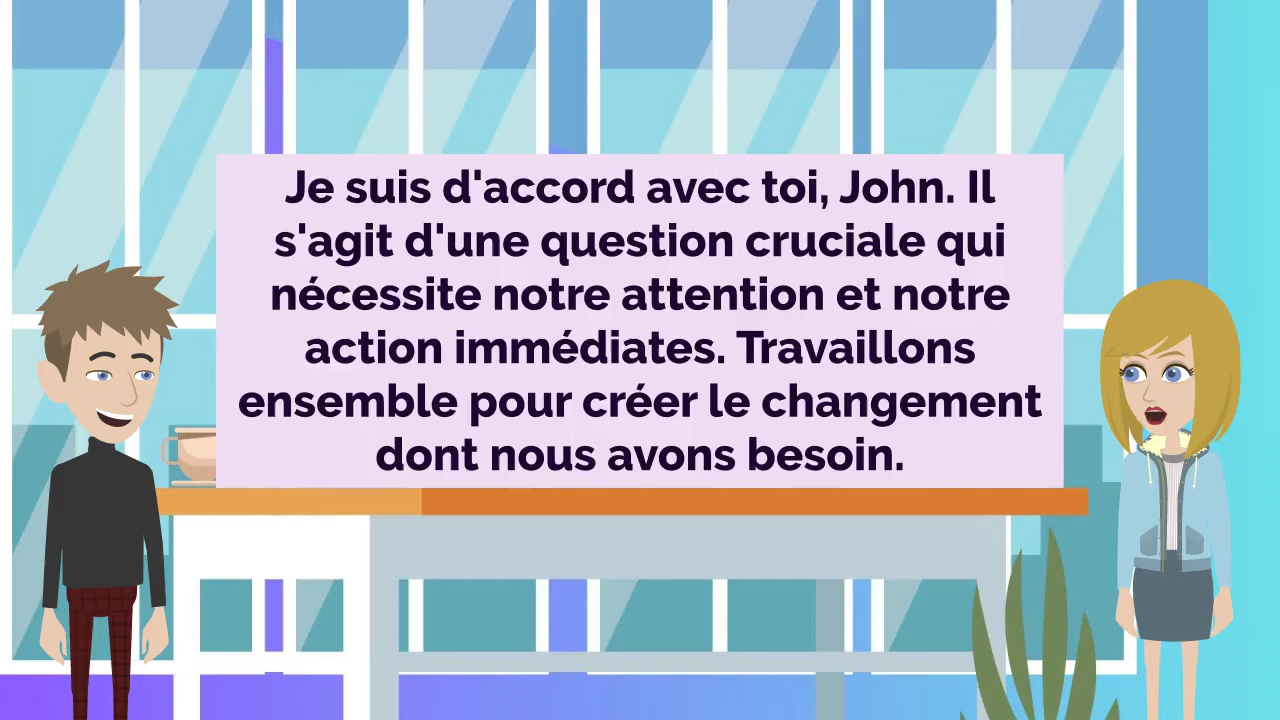 Je suis d'accord avec toi, John. Il
s'agit d'une question cruciale qui
nécessite notre attention et notre
action immédiates. Travaillons
ensemble pour créer le changement
dont nous avons besoin.